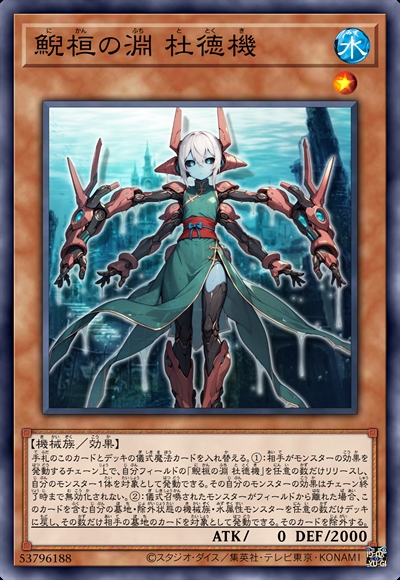 鯢桓の淵 杜徳機
水
【機械族／効果】
手札のこのカードとデッキの儀式魔法カードを入れ替える。①：相手がモンスターの効果を
発動するチェーン上で、自分フィールドの「鯢桓の淵 杜徳機」を任意の数だけリリースし、
自分のモンスター1体を対象として発動できる。その自分のモンスターの効果はチェーン終
了時まで無効化されない。②：儀式召喚されたモンスターがフィールドから離れた場合、こ
のカードを含む自分の墓地・除外状態の機械族・水属性モンスターを任意の数だけデッキ
に戻し、その数だけ相手の墓地のカードを対象として発動できる。そのカードを除外する。
ATK/ 0 DEF/2000
53796188
©スタジオ・ダイス／集英社・テレビ東京・KONAMI